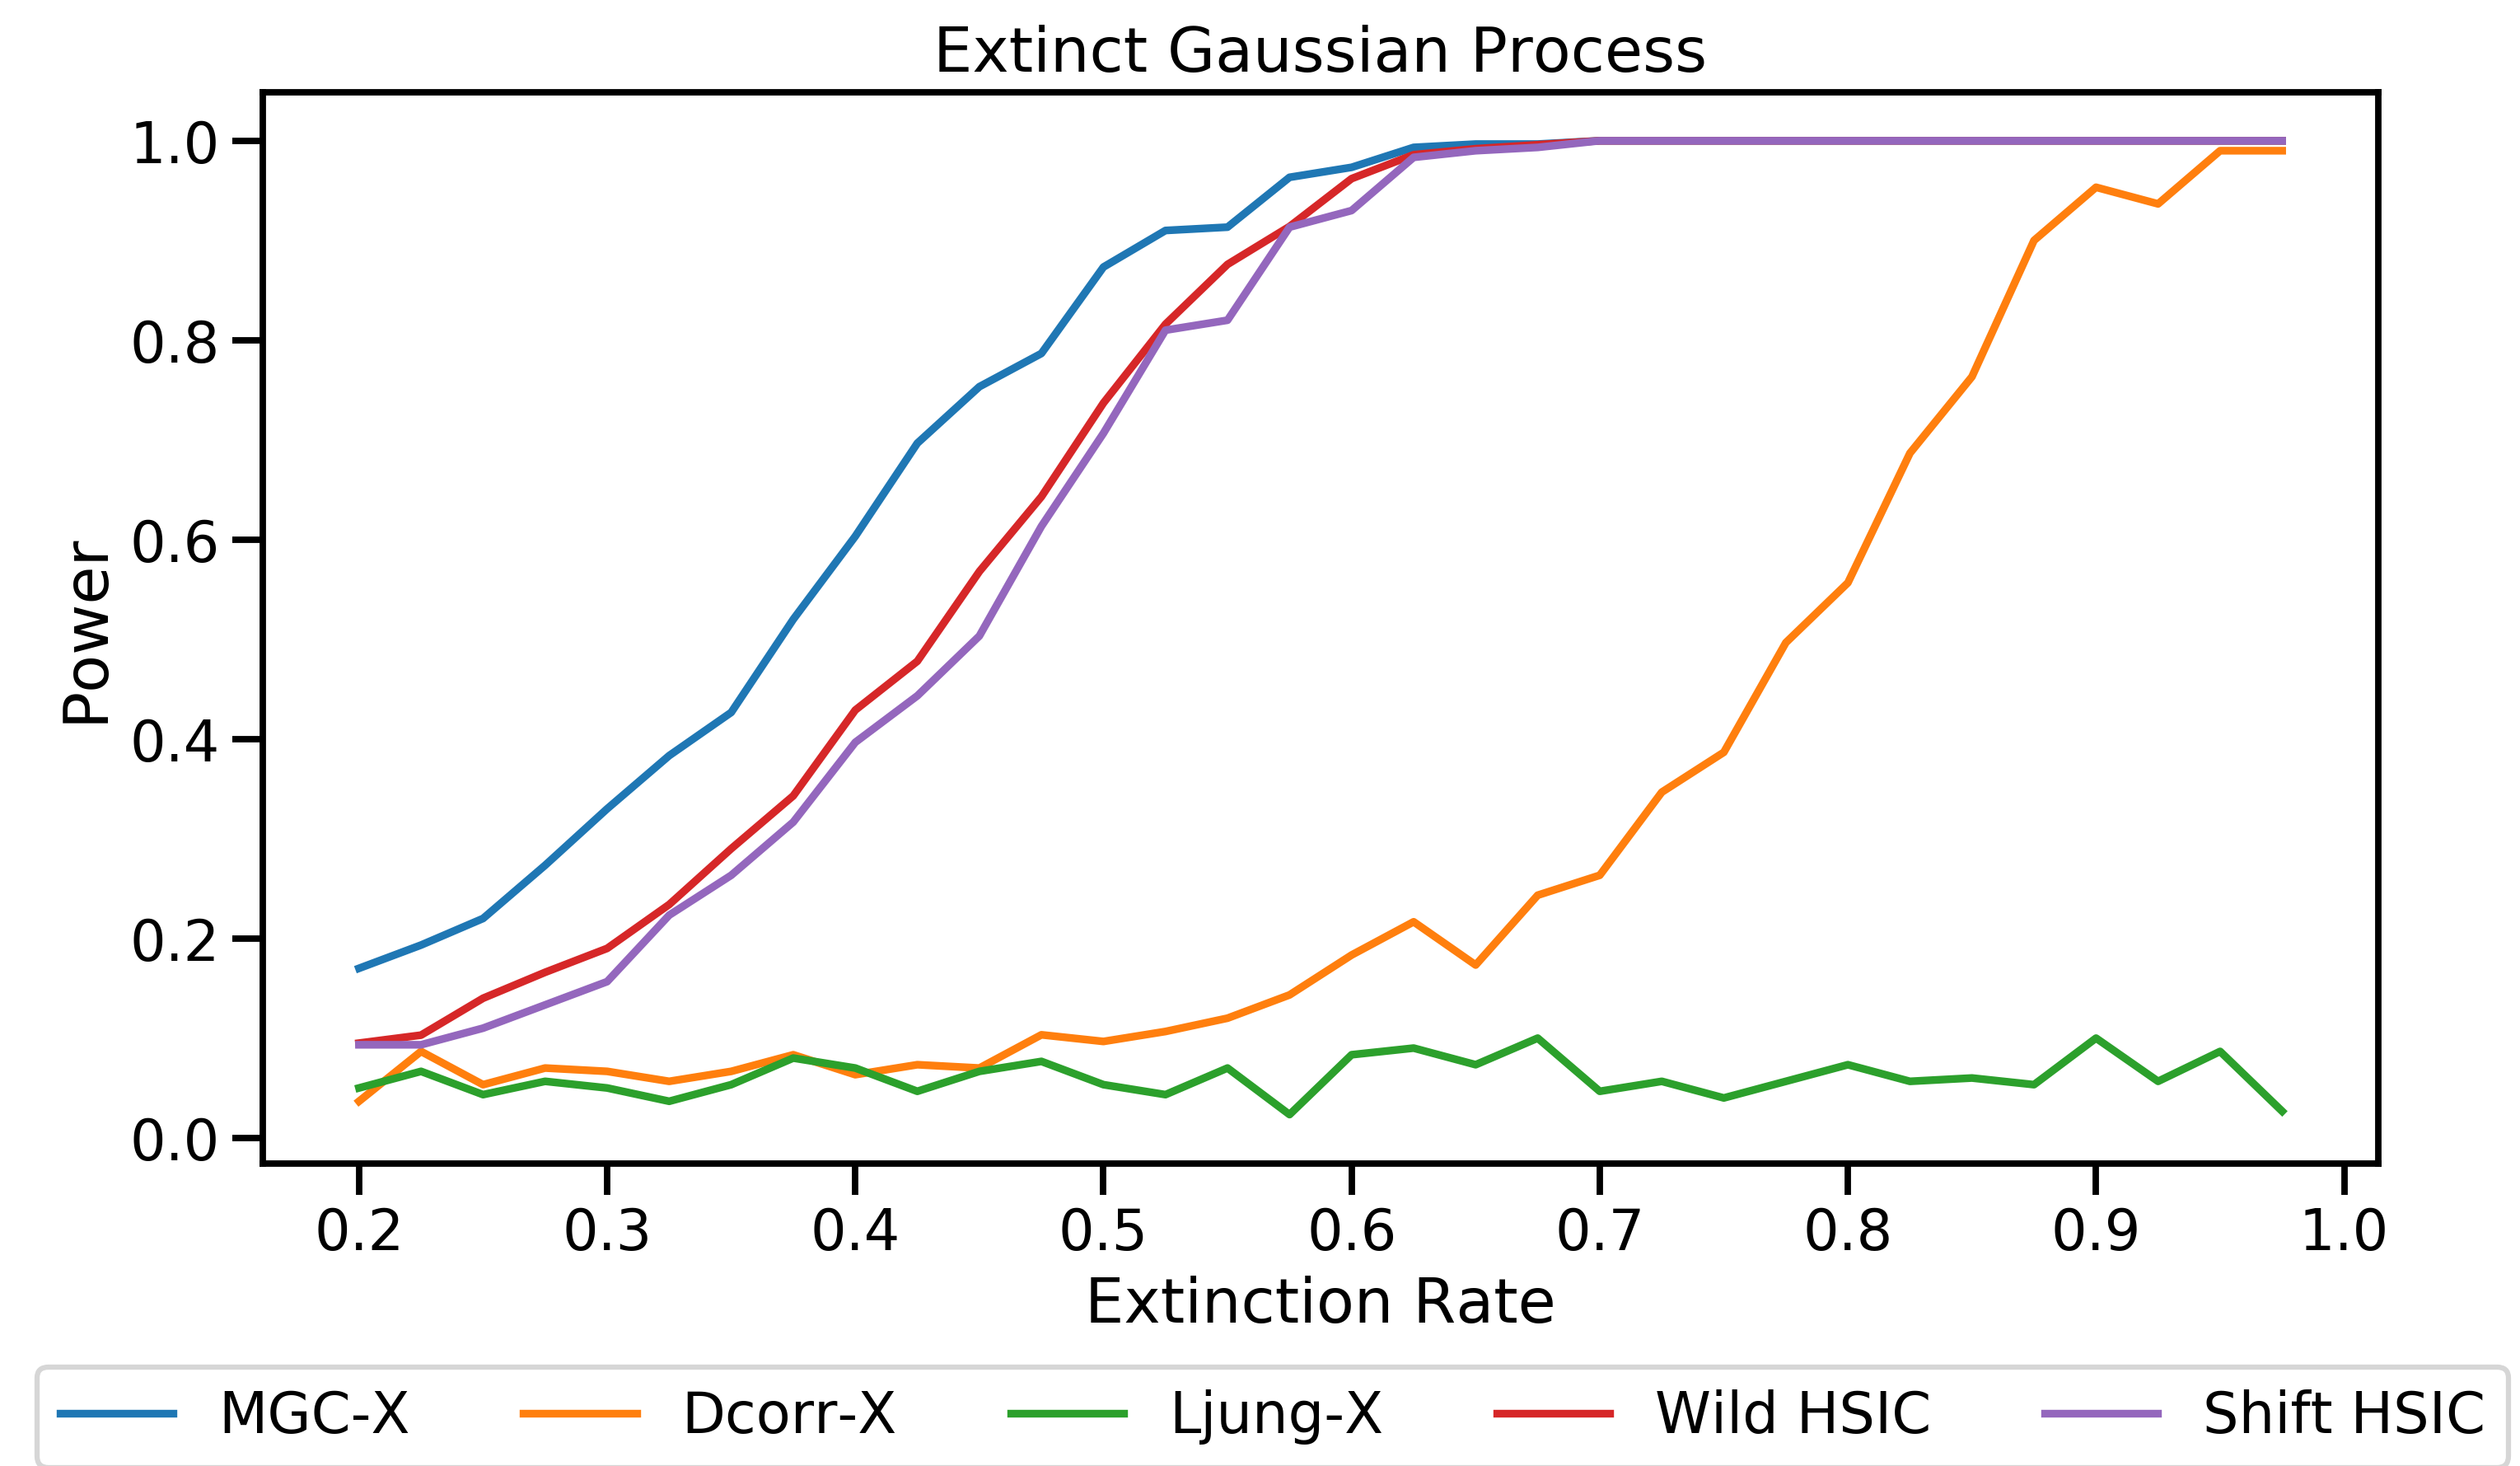 Extinct Gaussian Process
Power
1.0
0.8
0.6
0.4
0.2
0.0
0.2 0.3 0.4 0.5 0.6 0.7 0.8 0.9 1.0
Extinction Rate
MGC-X Dcorr-X Ljung-X Wild HSIC Shift HSIC